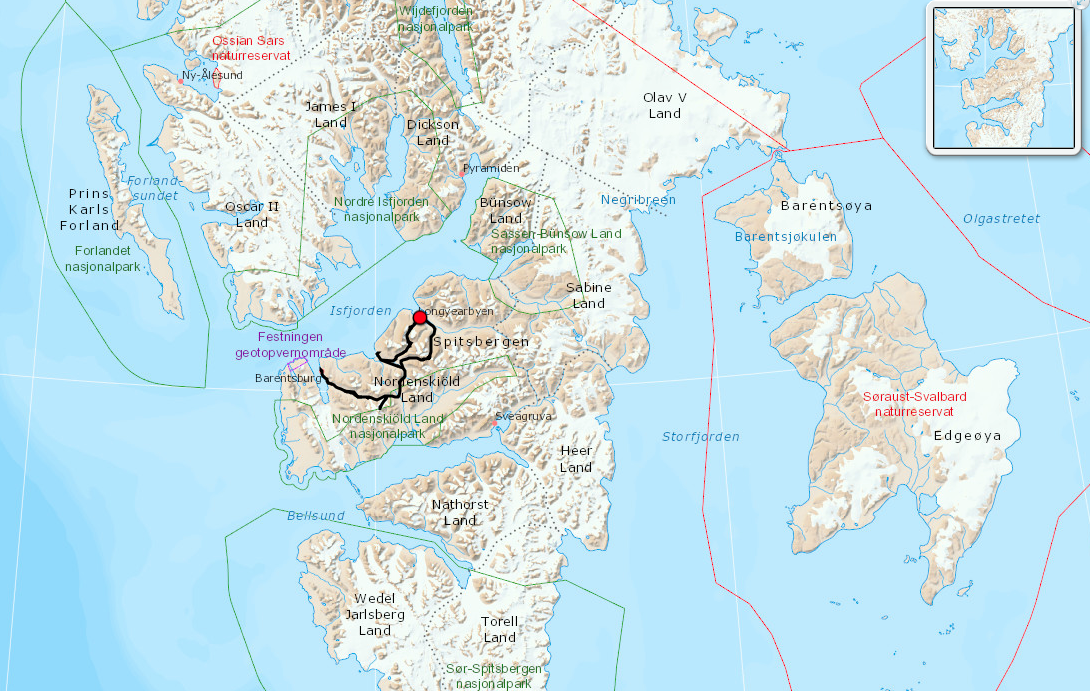 Wijdefjorden
nasjonalpark
Ossian Sars
naturreservat
Ny-Ålesund
Olav V
Land
James I
Land
Dickson
Land
Pyramiden
Forland-
sundet
Prins
Karls
Forland
Nordre Isfjorden
nasjonalpark
Bünsow
Land
Negribreen
Barentsøya
Oscar II
Land
Olgastretet
Sassen-Bünsow Land
nasjonalpark
Barentsjøkulen
Forlandet
nasjonalpark
Sabine
Land
Isfjorden
Longyearbyen
Festningen
geotopvernområde
Spitsbergen
Barentsburg
Nordenskiöld
Land
Søraust-Svalbard
naturreservat
Nordenskiöld Land
nasjonalpark
Sveagruva
Storfjorden
Edgeøya
Heer
Land
Nathorst
Land
Bellsund
Wedel
Jarlsberg
Land
Torell
Land
Sør-Spitsbergen
nasjonalpark